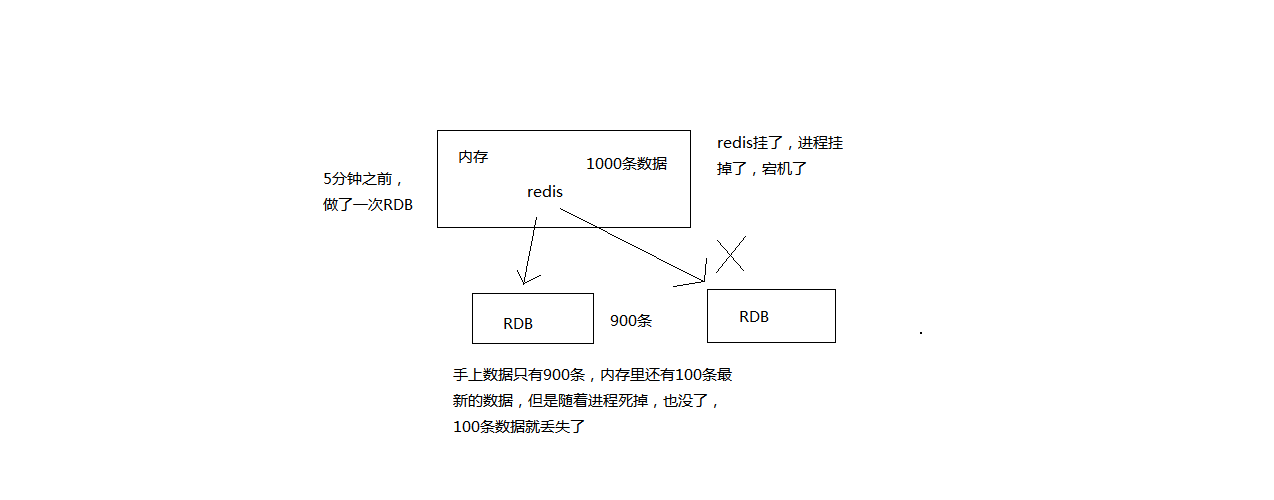 redis挂了，进程挂
掉了，宕机了
内存
1000条数据
5分钟之前，
做了一次RDB
redis
RDB
900条
RDB
手上数据只有900条，内存里还有100条最
新的数据，但是随着进程死掉，也没了，
100条数据就丢失了